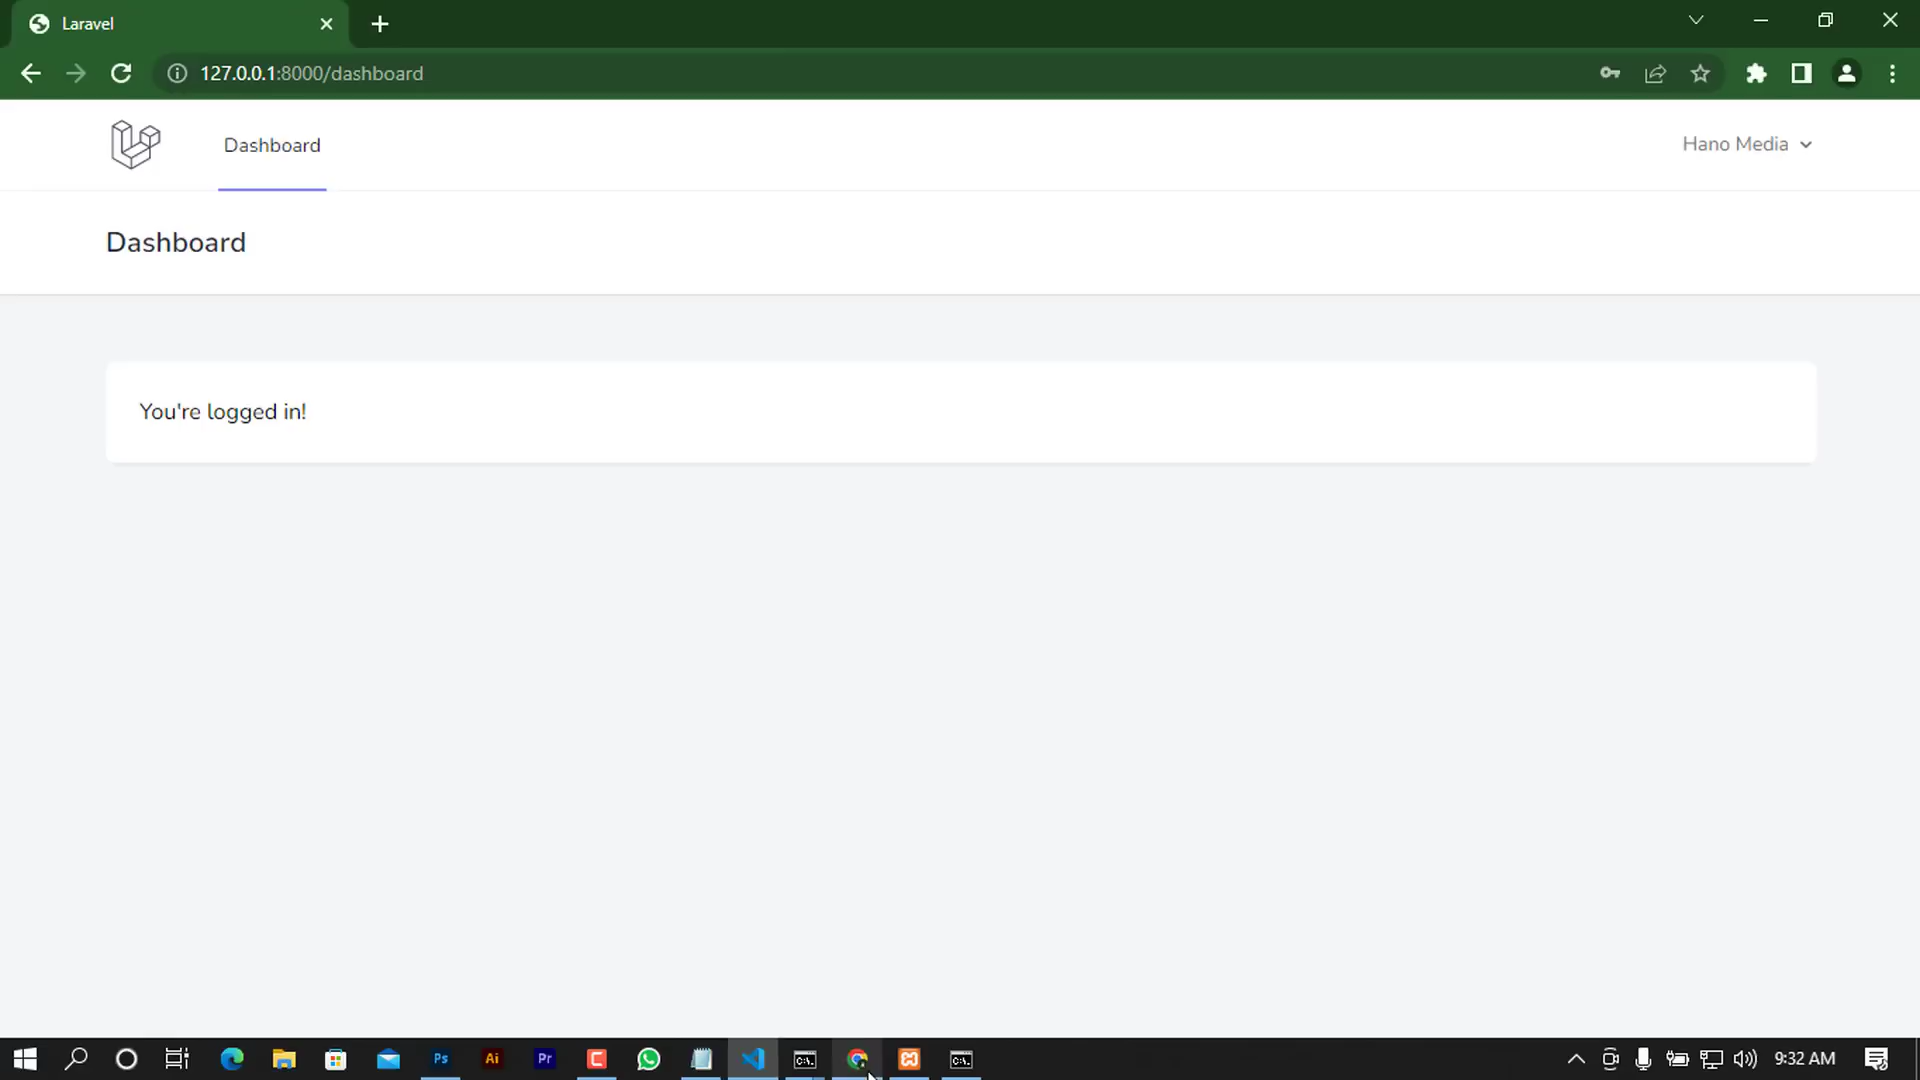 Laravel
127.0.0.1:8000/dashboard
Dashboard
Hano Media
Dashboard
You're logged in!
Ps
Ai
Pr
C:\.
C:\.
9:32 AM